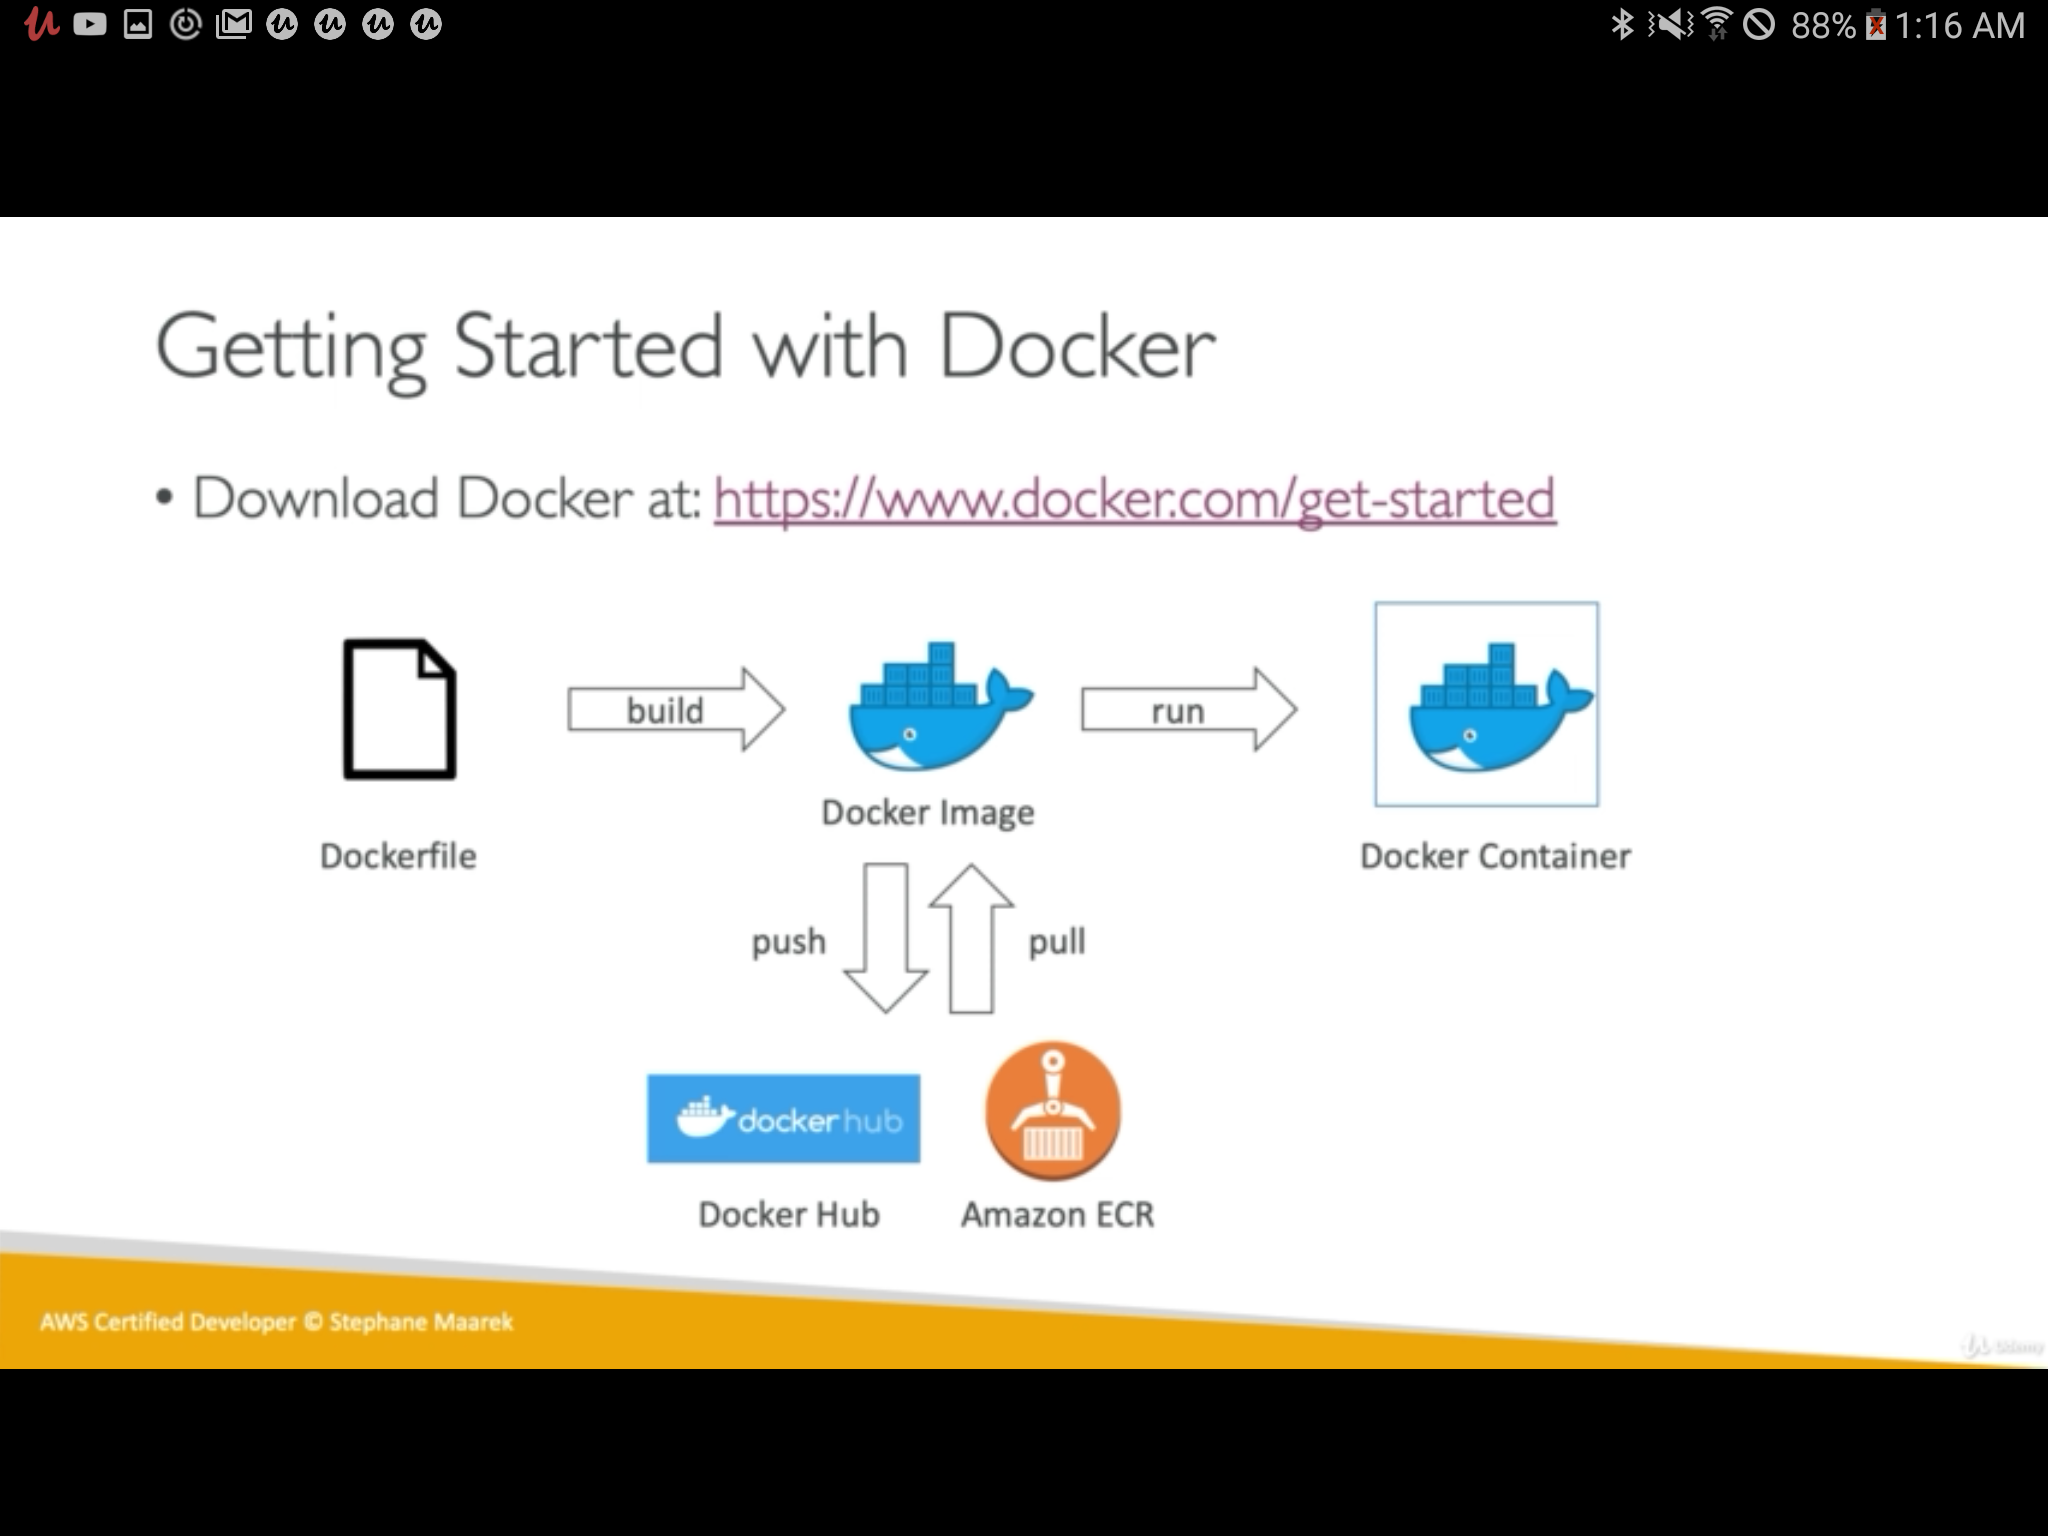 88% 1:16 AM
Getting Started with Docker
• Download Docker at: https://www.docker.com/get-started
build
run
Docker Image
Dockerfile
Docker Container
push
pull
docker hub
Docker Hub
Amazon ECR
AWS Certified Developer © Stephane Maarek
Udemy